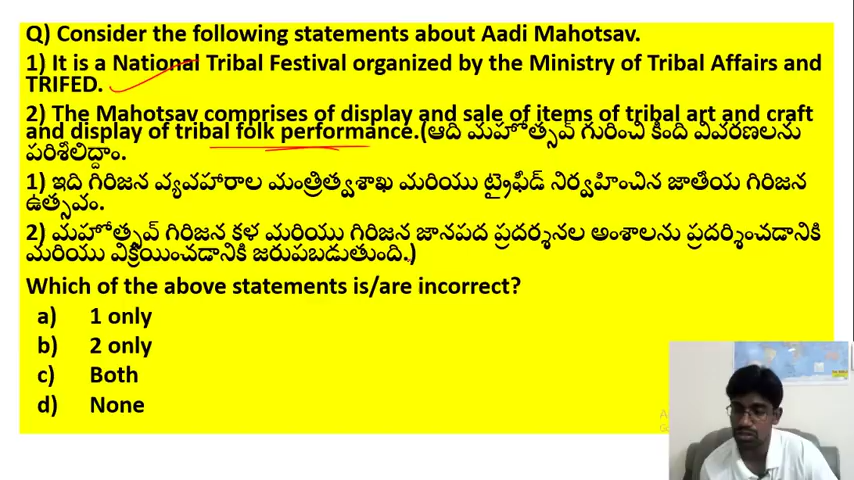 Q) Consider the following statements about Aadi Mahotsav.
1) It is a National Tribal Festival organized by the Ministry of Tribal Affairs and
TRIFED.
2) The Mahotsav comprises of display and sale of items of tribal art and craft
and display of tribal folk performance.(ఆది మహోత్సవ్ గురించి కింది వివరణలను
పరిశీలిద్దాం.
1) ఇది గిరిజన వ్యవహారాల మంత్రిత్వశాఖ మరియు ట్రైఫెడ్ నిర్వహించిన జాతీయ గిరిజన
ఉత్సవం.
2) మహోత్సవ్ గిరిజన కళ మరియు గిరిజన జానపద ప్రదర్శనల అంశాలను ప్రదర్శించడానికి
మరియు విక్రయించడానికి జరుపబడుతుంది.)
Which of the above statements is/are incorrect?
a) 1 only
b) 2 only
c) Both
d) None